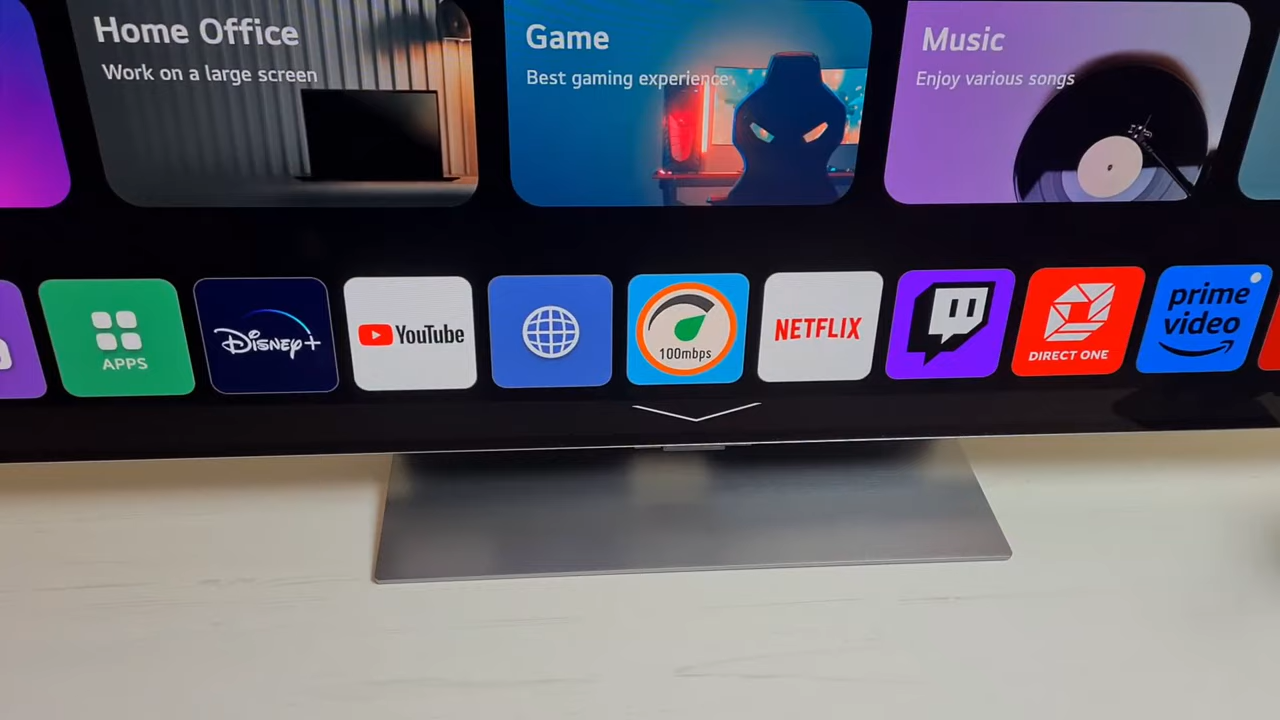 Home Office
Work on a large screen
Game
Best gaming experience
Music
Enjoy various songs
APPS
Disney+
YouTube
100mbps
NETFLIX
DIRECT ONE
prime
video